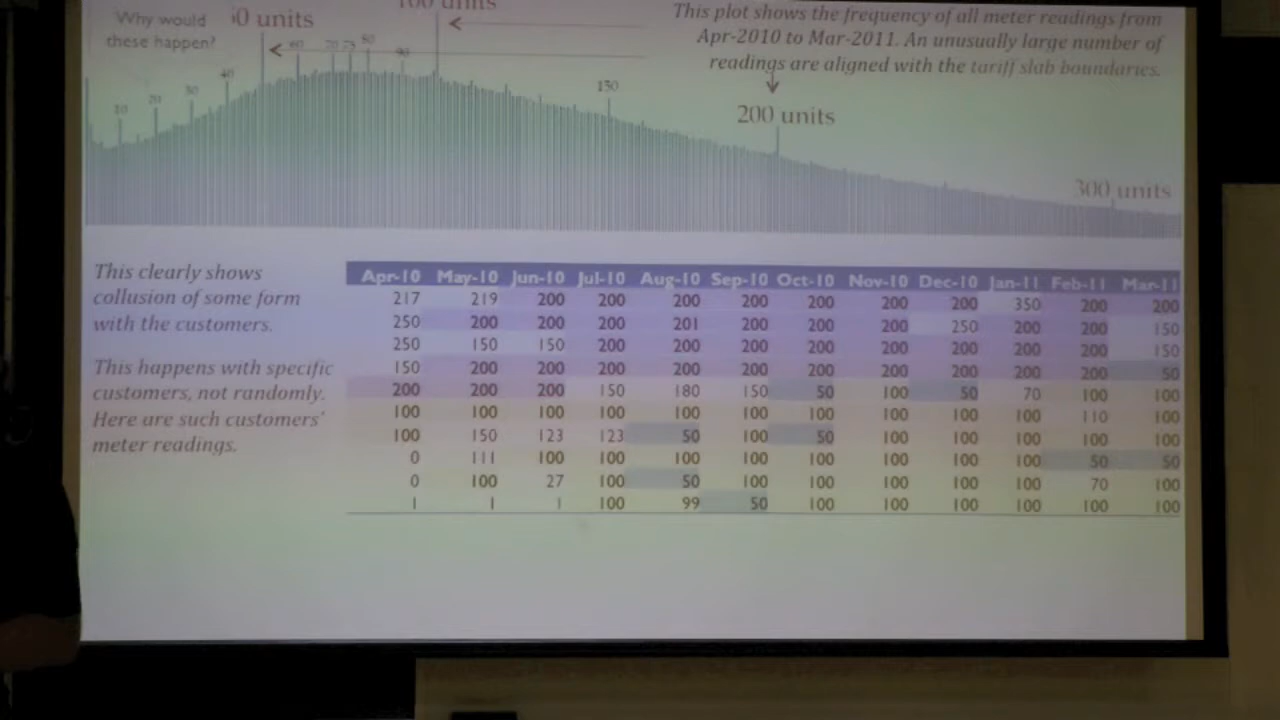 Why would
these happen?
100 units
This plot shows the frequency of all meter readings from
Apr-2010 to Mar-2011. An unusually large number of
readings are aligned with the tariff slab boundaries.
10 20 30 40 60 70 75 80 90 150
200 units
300 units
This clearly shows
collusion of some form
with the customers.
This happens with specific
customers, not randomly.
Here are such customers'
meter readings.
Apr-10 May-10 Jun-10 Jul-10 Aug-10 Sep-10 Oct-10 Nov-10 Dec-10 Jan-11 Feb-11 Mar-11
217 219 200 200 200 200 200 200 200 350 200 200
250 200 200 200 201 200 200 200 250 200 200 150
250 150 150 200 200 200 200 200 200 200 200 150
150 200 200 200 200 200 200 200 200 200 200 50
200 200 200 150 180 150 50 100 50 70 100 100
100 100 100 100 100 100 100 100 100 100 110 100
100 150 123 123 50 100 50 100 100 100 100 100
0 111 100 100 100 100 100 100 100 100 50 50
0 100 27 100 50 100 100 100 100 100 70 100
1 1 1 100 99 50 100 100 100 100 100 100